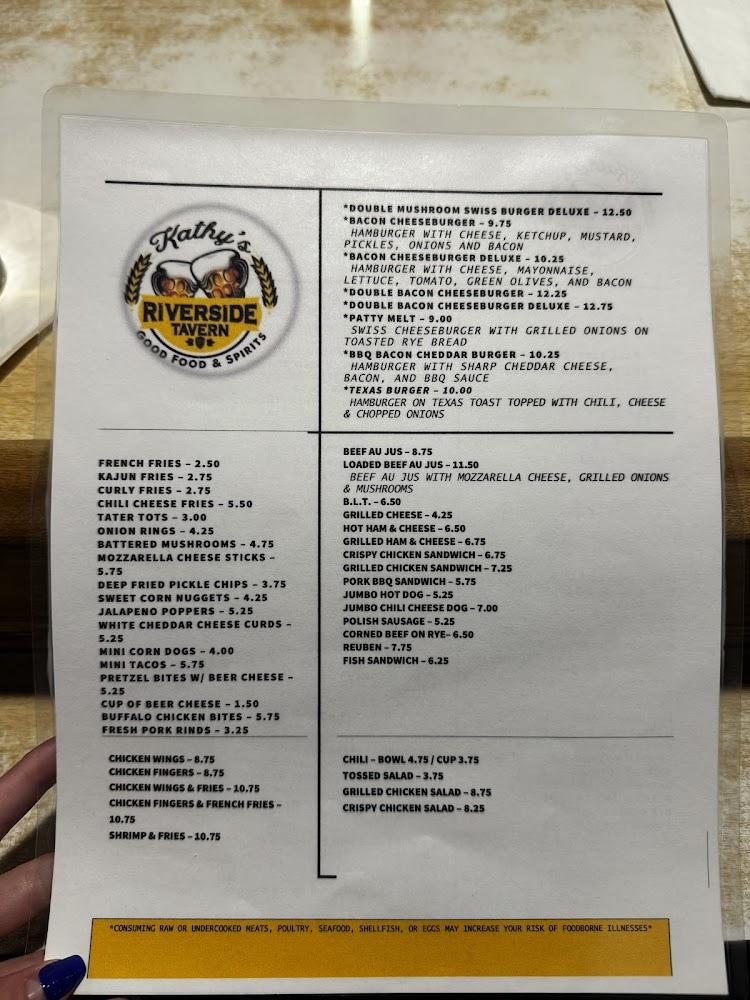 Kathy's
RIVERSIDE
TAVERN
GOOD FOOD & SPIRITS
*DOUBLE MUSHROOM SWISS BURGER DELUXE - 12.50
*BACON CHEESEBURGER - 9.75
HAMBURGER WITH CHEESE, KETCHUP, MUSTARD,
PICKLES, ONIONS AND BACON
*BACON CHEESEBURGER DELUXE - 10.25
HAMBURGER WITH CHEESE, MAYONNAISE,
LETTUCE, TOMATO, GREEN OLIVES, AND BACON
*DOUBLE BACON CHEESEBURGER - 12.25
*DOUBLE BACON CHEESEBURGER DELUXE - 12.75
*PATTY MELT - 9.00
SWISS CHEESEBURGER WITH GRILLED ONIONS ON
TOASTED RYE BREAD
*BBQ BACON CHEDDAR BURGER - 10.25
HAMBURGER WITH SHARP CHEDDAR CHEESE,
BACON, AND BBQ SAUCE
*TEXAS BURGER - 10.00
HAMBURGER ON TEXAS TOAST TOPPED WITH CHILI, CHEESE
& CHOPPED ONIONS
FRENCH FRIES - 2.50
KAJUN FRIES - 2.75
CURLY FRIES - 2.75
CHILI CHEESE FRIES - 5.50
TATER TOTS - 3.00
ONION RINGS - 4.25
BATTERED MUSHROOMS - 4.75
MOZZARELLA CHEESE STICKS -
5.75
DEEP FRIED PICKLE CHIPS - 3.75
SWEET CORN NUGGETS - 4.25
JALAPENO POPPERS - 5.25
WHITE CHEDDAR CHEESE CURDS -
5.25
MINI CORN DOGS - 4.00
MINI TACOS - 5.75
PRETZEL BITES W/ BEER CHEESE -
5.25
CUP OF BEER CHEESE - 1.50
BUFFALO CHICKEN BITES - 5.75
FRESH PORK RINDS - 3.25
BEEF AU JUS - 8.75
LOADED BEEF AU JUS - 11.50
BEEF AU JUS WITH MOZZARELLA CHEESE, GRILLED ONIONS
& MUSHROOMS
B.L.T. - 6.50
GRILLED CHEESE - 4.25
HOT HAM & CHEESE - 6.50
GRILLED HAM & CHEESE - 6.75
CRISPY CHICKEN SANDWICH - 6.75
GRILLED CHICKEN SANDWICH - 7.25
PORK BBQ SANDWICH - 5.75
JUMBO HOT DOG - 5.25
JUMBO CHILI CHEESE DOG - 7.00
POLISH SAUSAGE - 5.25
CORNED BEEF ON RYE- 6.50
REUBEN - 7.75
FISH SANDWICH - 6.25
CHICKEN WINGS - 8.75
CHICKEN FINGERS - 8.75
CHICKEN WINGS & FRIES - 10.75
CHICKEN FINGERS & FRENCH FRIES -
10.75
SHRIMP & FRIES - 10.75
CHILI - BOWL 4.75 / CUP 3.75
TOSSED SALAD - 3.75
GRILLED CHICKEN SALAD - 8.75
CRISPY CHICKEN SALAD - 8.25
*CONSUMING RAW OR UNDERCOOKED MEATS, POULTRY, SEAFOOD, SHELLFISH, OR EGGS MAY INCREASE YOUR RISK OF FOODBORNE ILLNESSES*